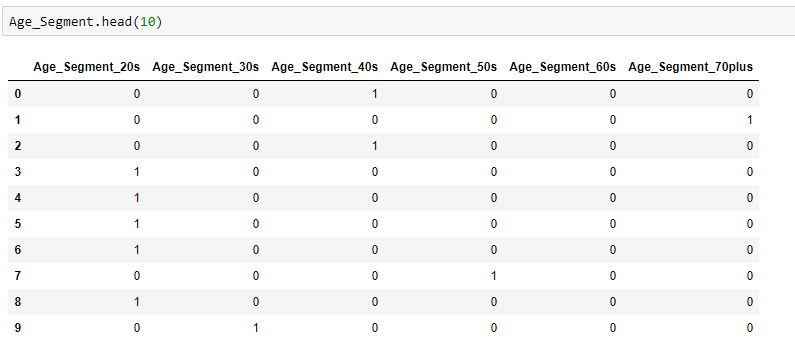 Age_Segment.head(10)
Age_Segment_20s Age_Segment_30s Age_Segment_40s Age_Segment_50s Age_Segment_60s Age_Segment_70plus
0 0 0 1 0 0 0
1 0 0 0 0 0 1
2 0 0 1 0 0 0
3 1 0 0 0 0 0
4 1 0 0 0 0 0
5 1 0 0 0 0 0
6 1 0 0 0 0 0
7 0 0 0 1 0 0
8 1 0 0 0 0 0
9 0 1 0 0 0 0